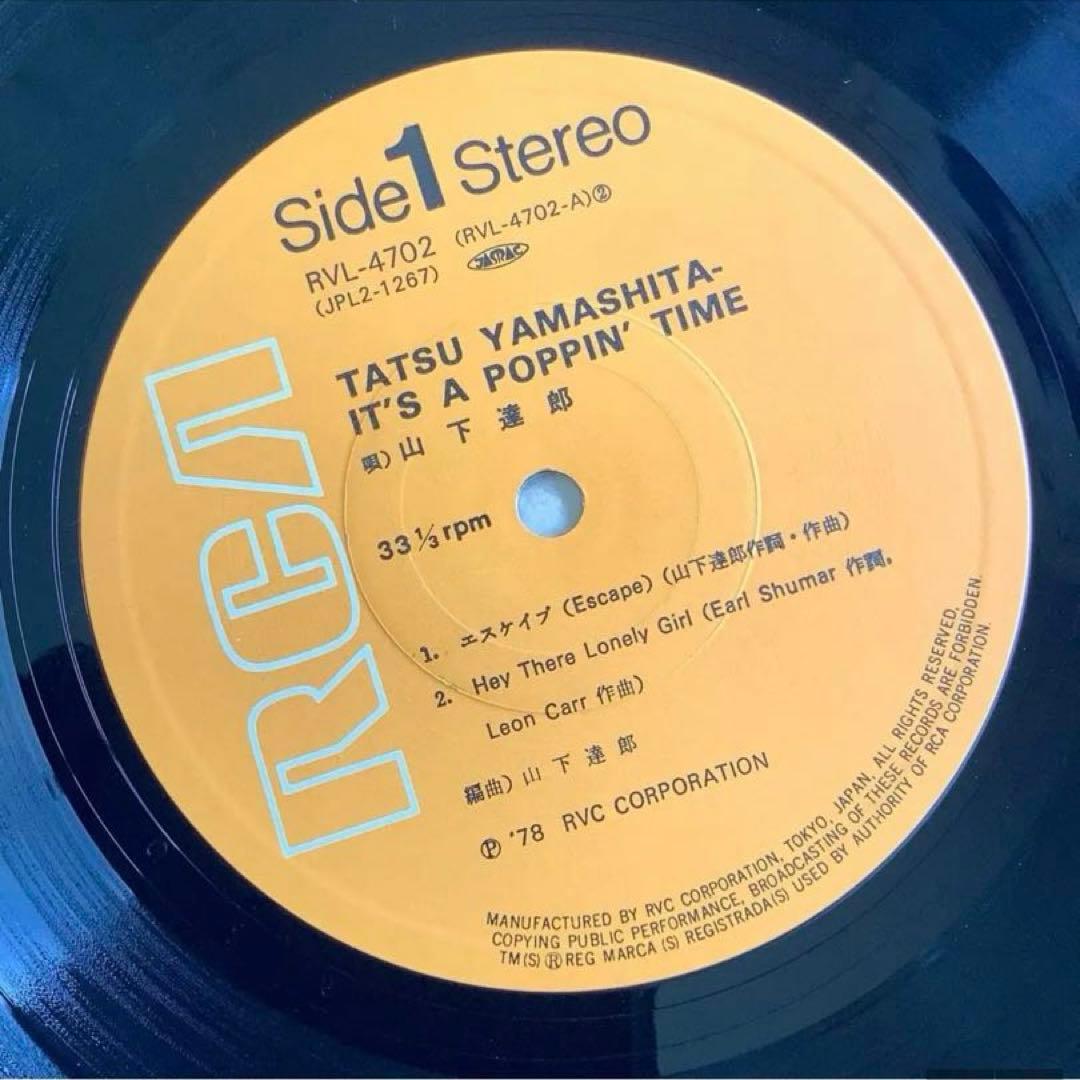 Side 1 Stereo
RVL-4702 (RVL-4702-A)②
(JPL2-1267) JASRAC
TATSU YAMASHITA-
IT'S A POPPIN' TIME
唄)山下達郎
RCA
33 1/3 rpm
1. エスケイプ (Escape) (山下達郎作詞・作曲)
2. Hey There Lonely Girl (Earl Shumar 作詞.
Leon Carr 作曲)
編曲)山下達郎
Ⓟ '78 RVC CORPORATION
MANUFACTURED BY RVC CORPORATION, TOKYO, JAPAN, ALL RIGHTS RESERVED,
COPYING PUBLIC PERFORMANCE, BROADCASTING OF THESE RECORDS ARE FORBIDDEN.
TM(S) Ⓡ REG MARCA (S) REGISTRADA(S) USED BY AUTHORITY OF RCA CORPORATION.